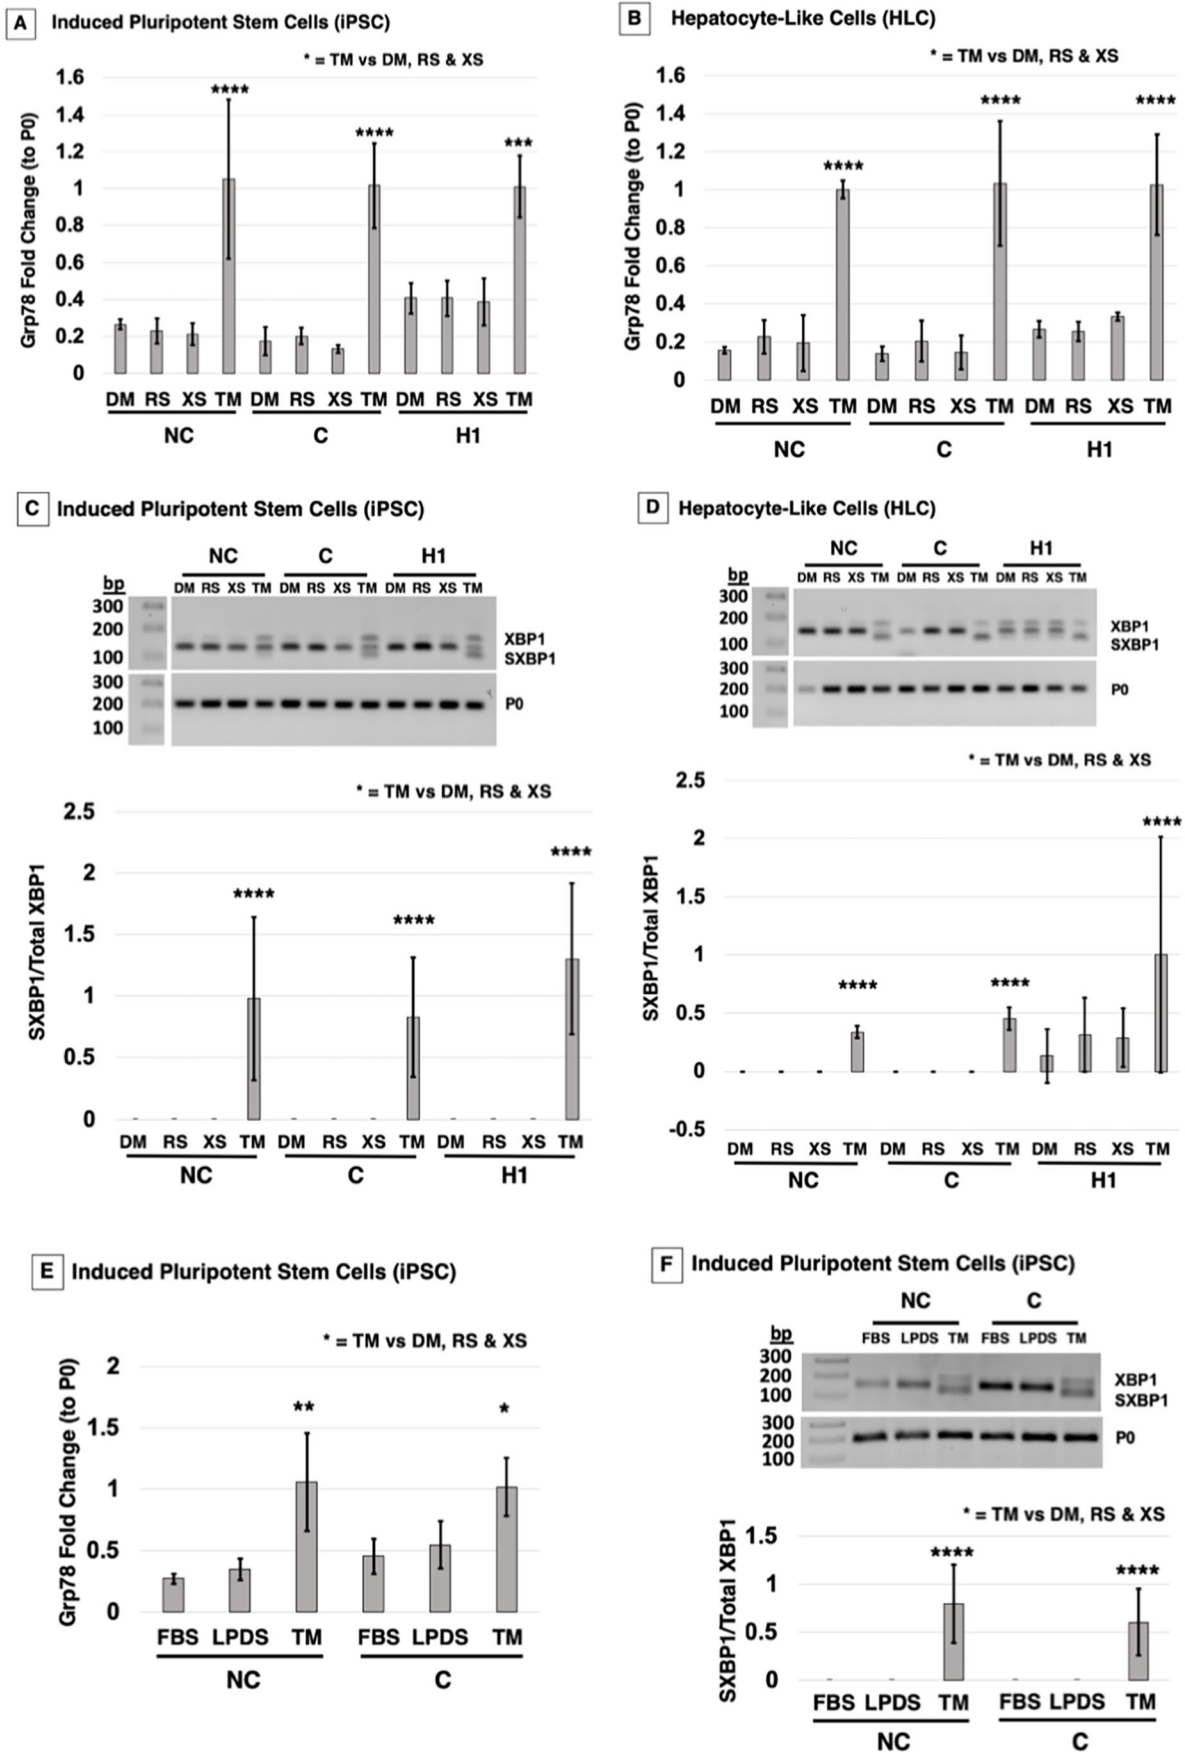 A Induced Pluripotent Stem Cells (iPSC)
* = TM vs DM, RS & XS
Grp78 Fold Change (to P0)
1.6
1.4
1.2
1
0.8
0.6
0.4
0.2
0
****
****
***
DM RS XS TM DM RS XS TM DM RS XS TM
NC C H1
B Hepatocyte-Like Cells (HLC)
* = TM vs DM, RS & XS
Grp78 Fold Change (to P0)
1.6
1.4
1.2
1
0.8
0.6
0.4
0.2
0
****
****
****
DM RS XS TM DM RS XS TM DM RS XS TM
NC C H1
C Induced Pluripotent Stem Cells (iPSC)
NC C H1
bp DM RS XS TM DM RS XS TM DM RS XS TM
300
200
100
XBP1
SXBP1
300
200
100
P0
* = TM vs DM, RS & XS
SXBP1/Total XBP1
2.5
2
1.5
1
0.5
0
****
****
****
DM RS XS TM DM RS XS TM DM RS XS TM
NC C H1
D Hepatocyte-Like Cells (HLC)
NC C H1
bp DM RS XS TM DM RS XS TM DM RS XS TM
300
200
100
XBP1
SXBP1
300
200
100
P0
* = TM vs DM, RS & XS
SXBP1/Total XBP1
2.5
2
1.5
1
0.5
0
-0.5
****
****
****
DM RS XS TM DM RS XS TM DM RS XS TM
NC C H1
E Induced Pluripotent Stem Cells (iPSC)
* = TM vs DM, RS & XS
Grp78 Fold Change (to P0)
2
1.5
1
0.5
0
**
*
FBS LPDS TM FBS LPDS TM
NC C
F Induced Pluripotent Stem Cells (iPSC)
NC C
bp FBS LPDS TM FBS LPDS TM
300
200
100
XBP1
SXBP1
300
200
100
P0
* = TM vs DM, RS & XS
SXBP1/Total XBP1
1.5
1
0.5
0
****
****
FBS LPDS TM FBS LPDS TM
NC C